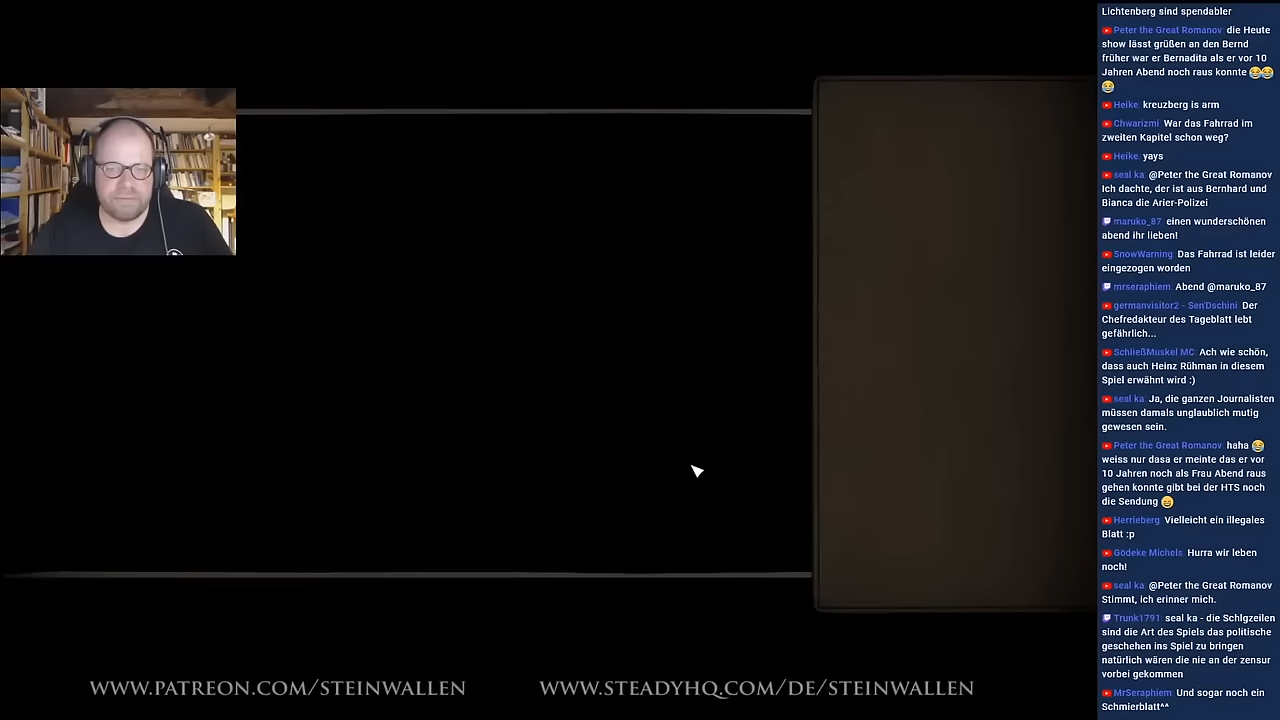 Lichtenberg sind spendabler
Peter the Great Romanov die Heute
show lässt grüßen an den Bernd
früher war er Bernadita als er vor 10
Jahren Abend noch raus konnte 😂😂
😂
Heike kreuzberg is arm
Chwarizmi War das Fahrrad im
zweiten Kapitel schon weg?
Heike yays
seal ka @Peter the Great Romanov
Ich dachte, der ist aus Bernhard und
Bianca die Arier-Polizei
maruko_87 einen wunderschönen
abend ihr lieben!
SnowWarning Das Fahrrad ist leider
eingezogen worden
mrseraphiem Abend @maruko_87
germanvisitor2 - Sen'Dschini Der
Chefredakteur des Tageblatt lebt
gefährlich...
SchließMuskel MC Ach wie schön,
dass auch Heinz Rühman in diesem
Spiel erwähnt wird :)
seal ka Ja, die ganzen Journalisten
müssen damals unglaublich mutig
gewesen sein.
Peter the Great Romanov haha 😂
weiss nur dasa er meinte das er vor
10 Jahren noch als Frau Abend raus
gehen konnte gibt bei der HTS noch
die Sendung 😄
Herrieberg Vielleicht ein illegales
Blatt :p
Gödeke Michels Hurra wir leben
noch!
seal ka @Peter the Great Romanov
Stimmt, ich erinner mich.
Trunk1791 seal ka - die Schlgzeilen
sind die Art des Spiels das politische
geschehen ins Spiel zu bringen
natürlich wären die nie an der zensur
vorbei gekommen
MrSeraphiem Und sogar noch ein
Schmierblatt^^
WWW.PATREON.COM/STEINWALLEN
WWW.STEADYHQ.COM/DE/STEINWALLEN